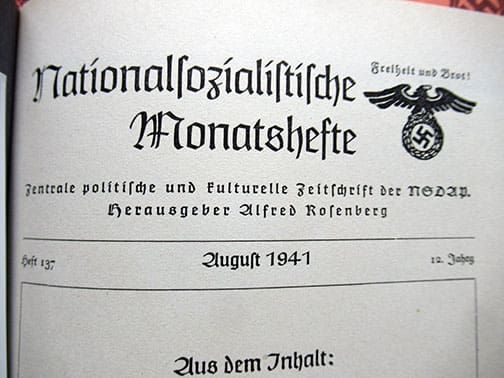 Nationalsozialistische
Freiheit und Brot!
Monatshefte
Zentrale politische und kulturelle Zeitschrift der NSDAP.
Herausgeber Alfred Rosenberg
Heft 137
August 1941
12. Jahrg
Aus dem Inhalt: